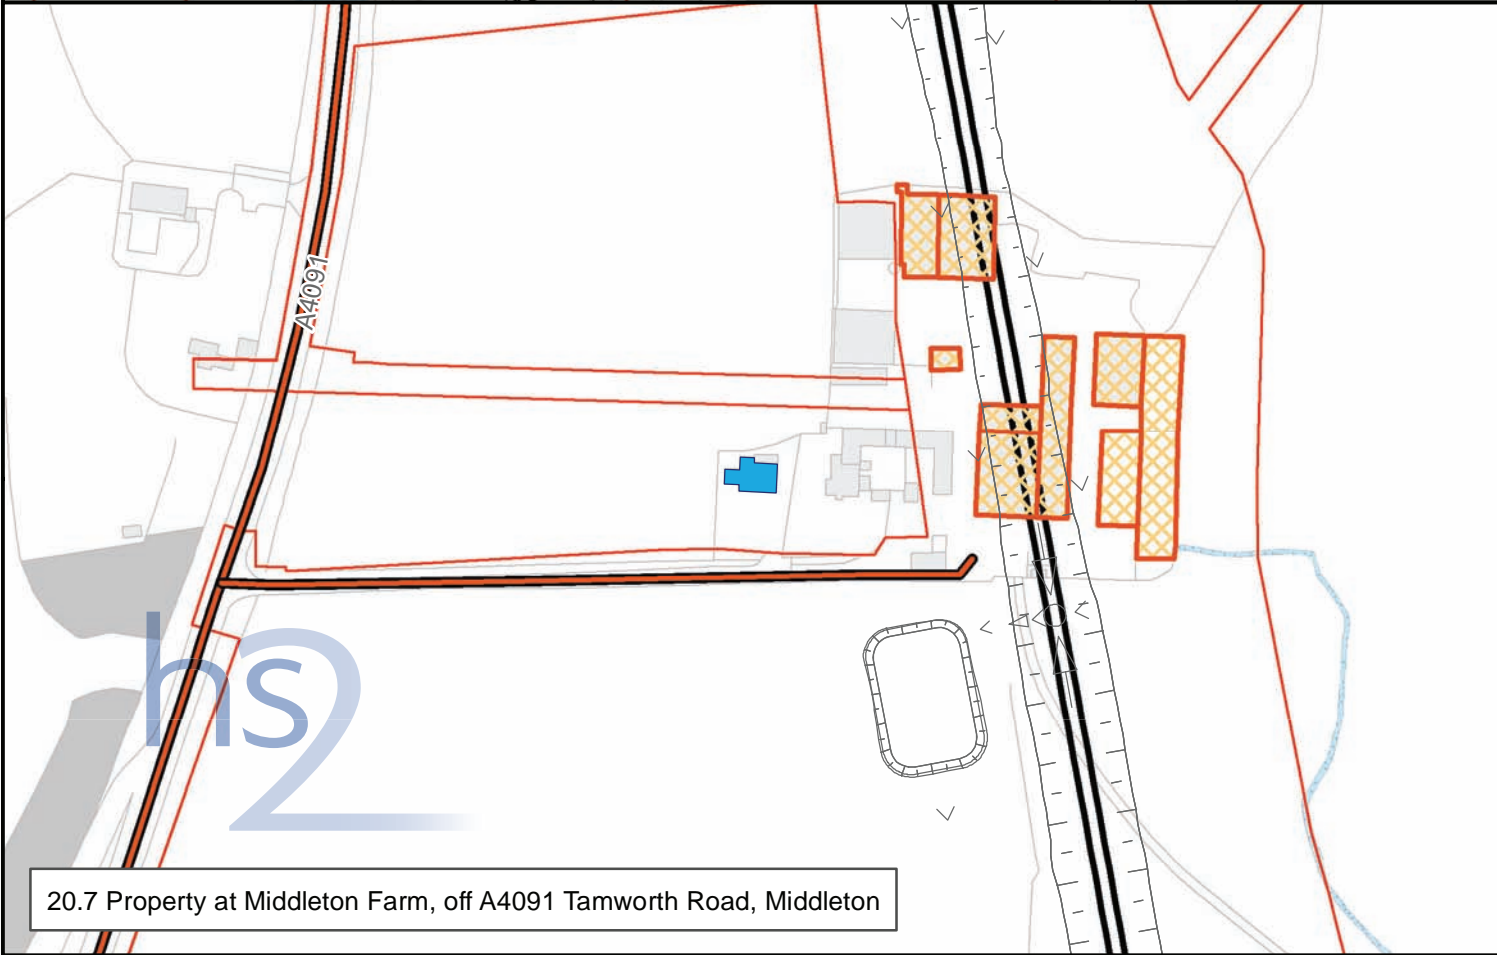 A4091
hs2
20.7 Property at Middleton Farm, off A4091 Tamworth Road, Middleton